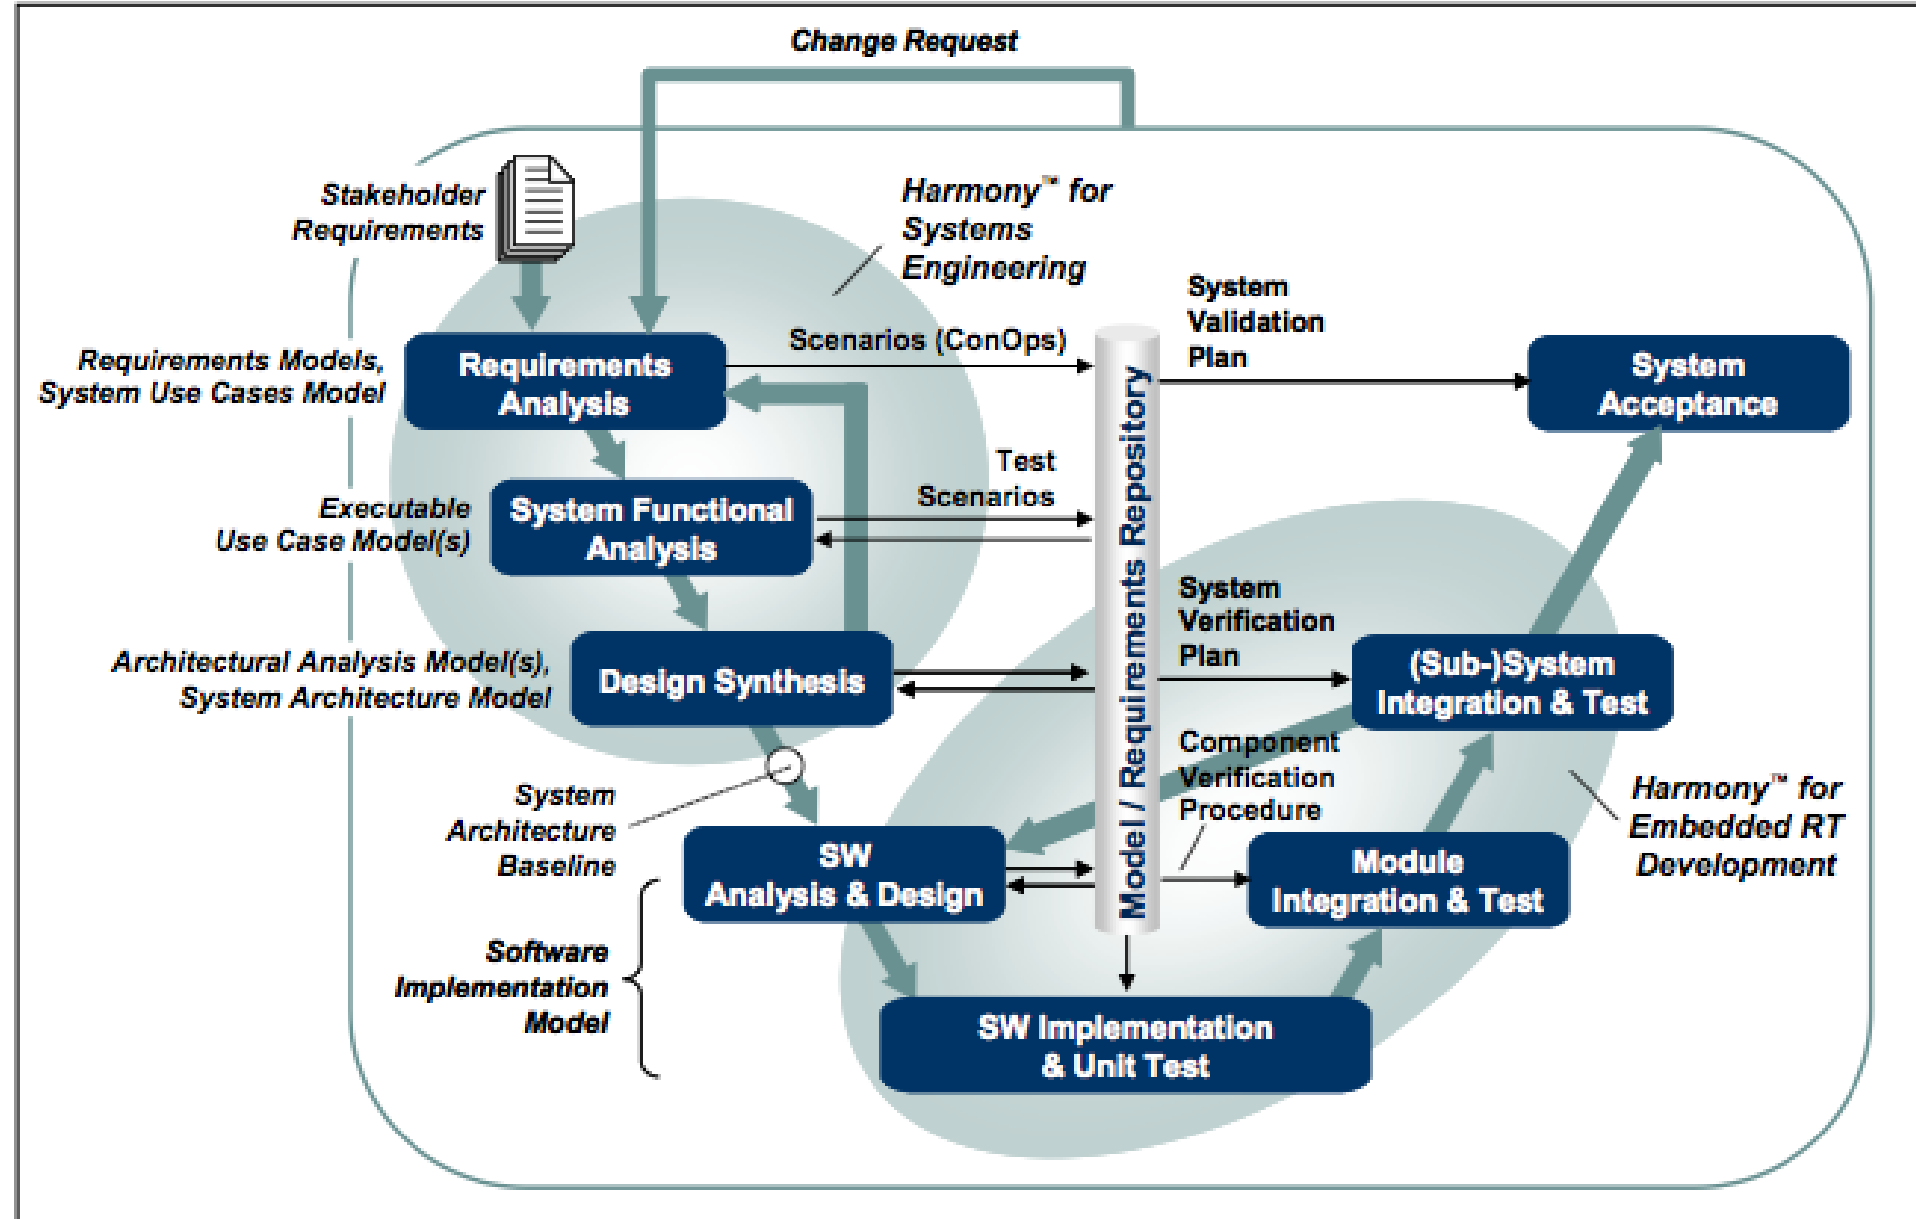 Change Request
Stakeholder
Requirements
Harmony™ for
Systems
Engineering
System
Validation
Plan
Scenarios (ConOps)
Requirements Models,
System Use Cases Model
Requirements
Analysis
System
Acceptance
Model / Requirements Repository
Test
Scenarios
Executable
Use Case Model(s)
System Functional
Analysis
System
Verification
Plan
Architectural Analysis Model(s),
System Architecture Model
Design Synthesis
(Sub-)System
Integration & Test
Component
Verification
Procedure
System
Architecture
Baseline
Harmony™ for
Embedded RT
Development
SW
Analysis & Design
Module
Integration & Test
Software
Implementation
Model
SW Implementation
& Unit Test